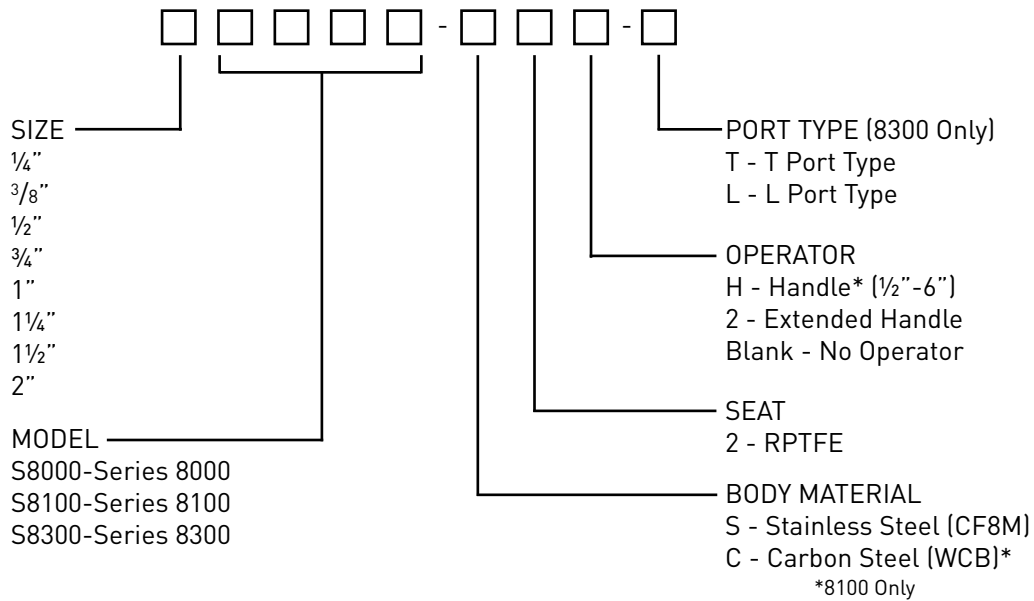 - -
SIZE
¼”
3/8”
½”
¾”
1”
1¼”
1½”
2”
MODEL
S8000-Series 8000
S8100-Series 8100
S8300-Series 8300
PORT TYPE (8300 Only)
T - T Port Type
L - L Port Type
OPERATOR
H - Handle* (½”-6”)
2 - Extended Handle
Blank - No Operator
SEAT
2 - RPTFE
BODY MATERIAL
S - Stainless Steel (CF8M)
C - Carbon Steel (WCB)*
*8100 Only